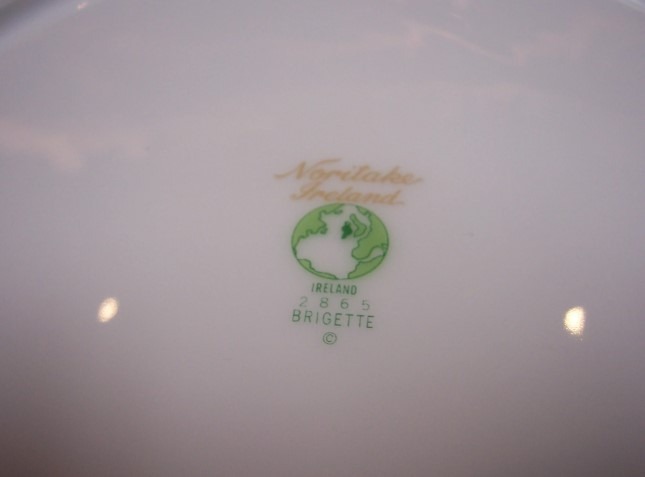 Noritake
Ireland
IRELAND
2865
BRIGETTE
©